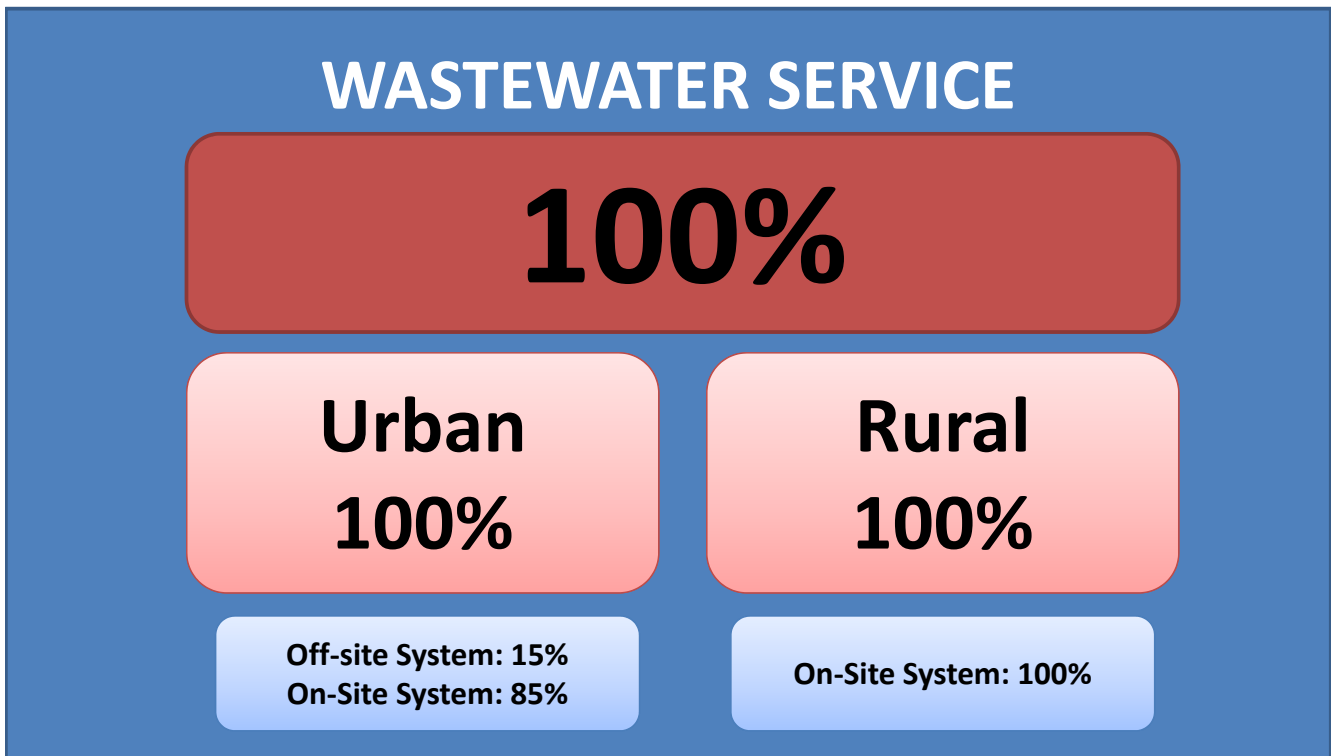 WASTEWATER SERVICE
100%
Urban
100%
Rural
100%
Off-site System: 15%
On-Site System: 85%
On-Site System: 100%